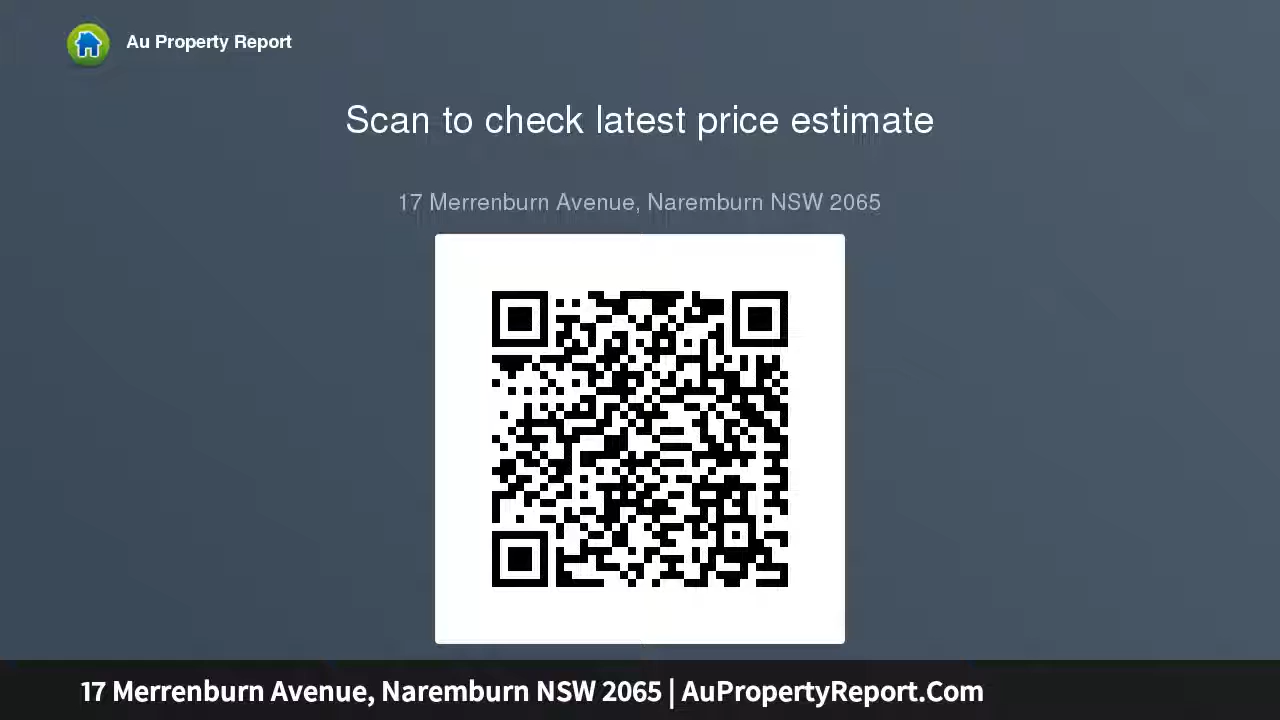 Au Property Report
Scan to check latest price estimate
17 Merrenburn Avenue, Naremburn NSW 2065
17 Merrenburn Avenue, Naremburn NSW 2065 | AuPropertyReport.Com